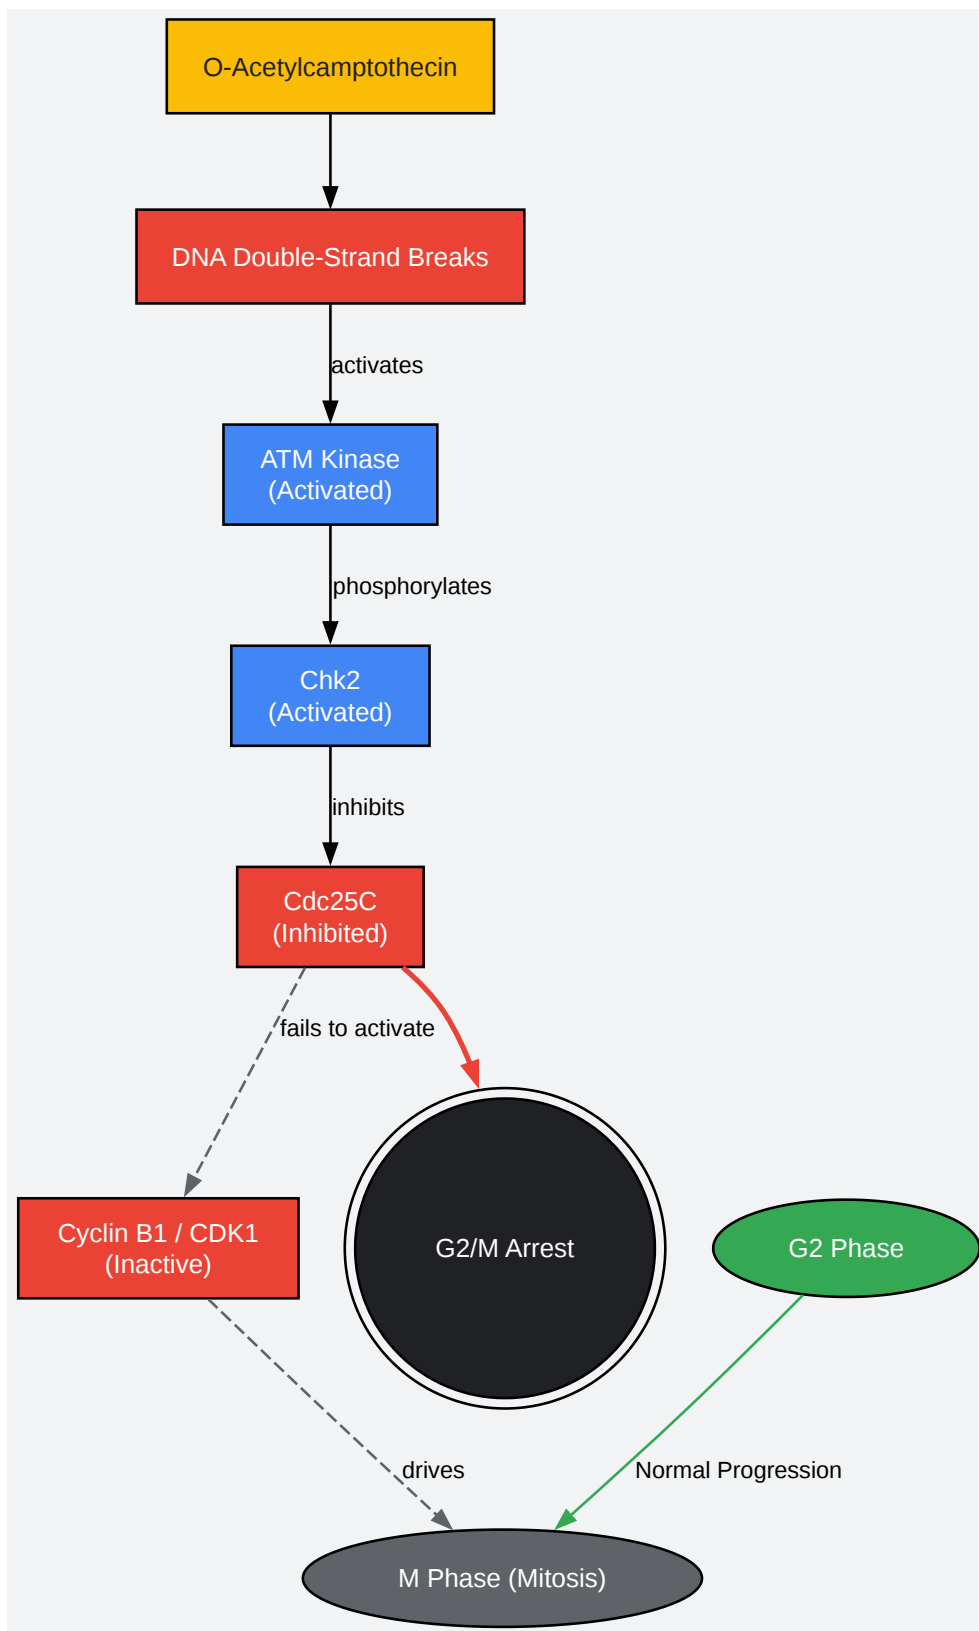 O-Acetylcamptothecin
DNA Double-Strand Breaks
activates
ATM Kinase
(Activated)
phosphorylates
Chk2
(Activated)
inhibits
Cdc25C
(Inhibited)
fails to activate
Cyclin B1 / CDK1
(Inactive)
G2/M Arrest
G2 Phase
drives
Normal Progression
M Phase (Mitosis)